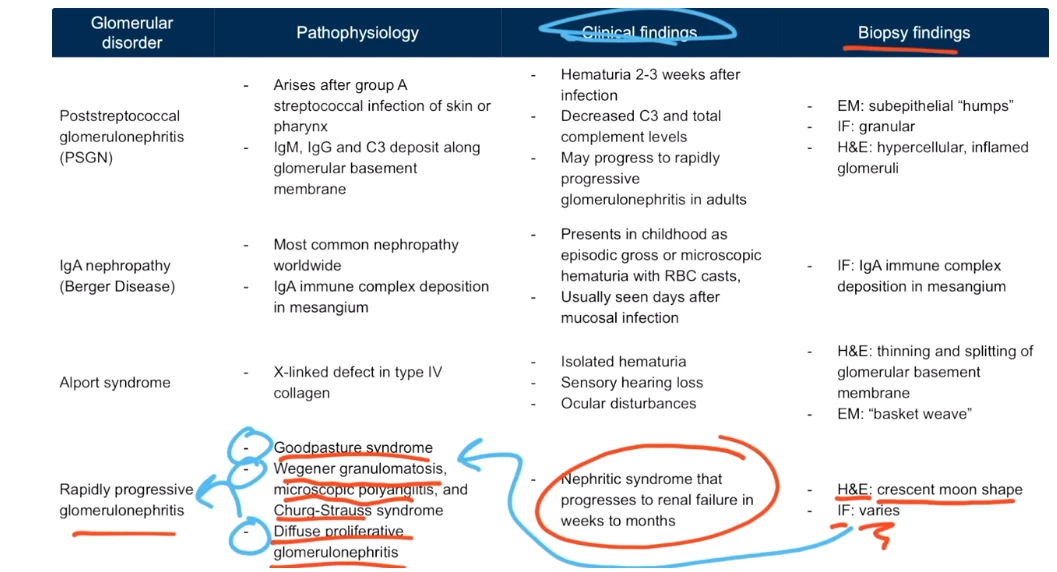 Glomerular
disorder
Pathophysiology
Clinical findings
Biopsy findings
Poststreptococcal
glomerulonephritis
(PSGN)
- Arises after group A
streptococcal infection of skin or
pharynx
- IgM, IgG and C3 deposit along
glomerular basement
membrane
- Hematuria 2-3 weeks after
infection
- Decreased C3 and total
complement levels
- May progress to rapidly
progressive
glomerulonephritis in adults
- EM: subepithelial “humps”
- IF: granular
- H&E: hypercellular, inflamed
glomeruli
IgA nephropathy
(Berger Disease)
- Most common nephropathy
worldwide
- IgA immune complex deposition
in mesangium
- Presents in childhood as
episodic gross or microscopic
hematuria with RBC casts,
- Usually seen days after
mucosal infection
- IF: IgA immune complex
deposition in mesangium
Alport syndrome
- X-linked defect in type IV
collagen
- Isolated hematuria
- Sensory hearing loss
- Ocular disturbances
- H&E: thinning and splitting of
glomerular basement
membrane
- EM: “basket weave”
Rapidly progressive
glomerulonephritis
- Goodpasture syndrome
- Wegener granulomatosis,
microscopic polyangiitis, and
Churg-Strauss syndrome
- Diffuse proliferative
glomerulonephritis
- Nephritic syndrome that
progresses to renal failure in
weeks to months
- H&E: crescent moon shape
- IF: varies